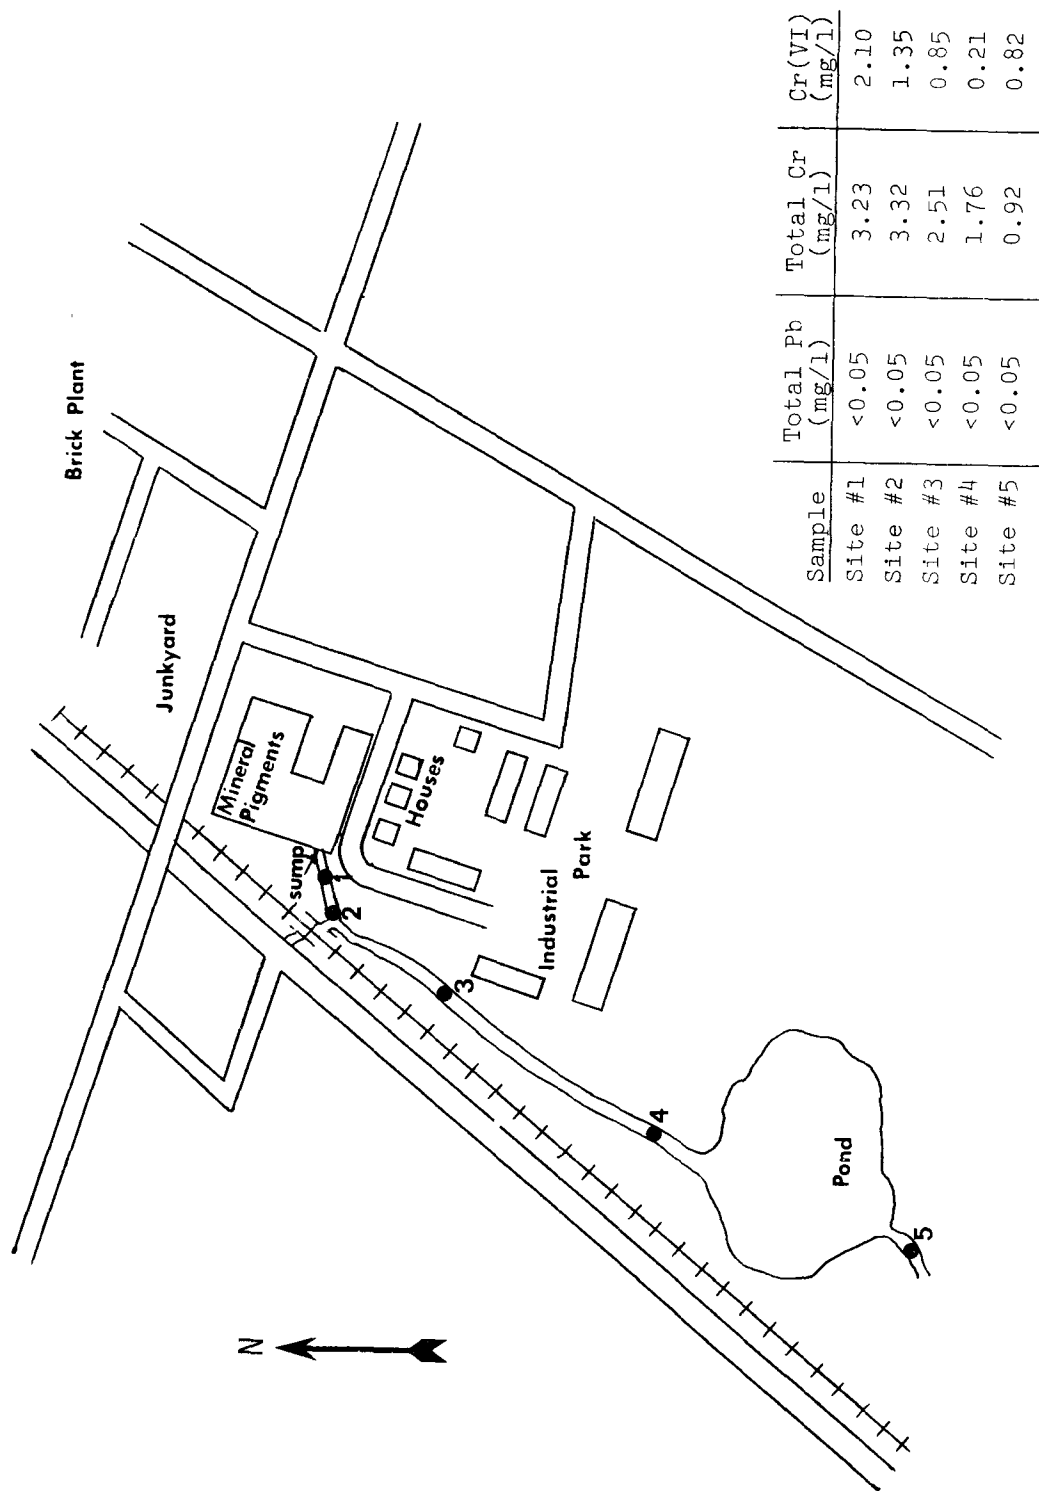 N
Brick Plant
Junkyard
Mineral
Pigments
sump
Houses
1
2
3
Industrial
Park
4
Pond
5
Sample Total Pb Total Cr Cr(VI)
(mg/l) (mg/l) (mg/l)
Site #1 <0.05 3.23 2.10
Site #2 <0.05 3.32 1.35
Site #3 <0.05 2.51 0.85
Site #4 <0.05 1.76 0.21
Site #5 <0.05 0.92 0.82